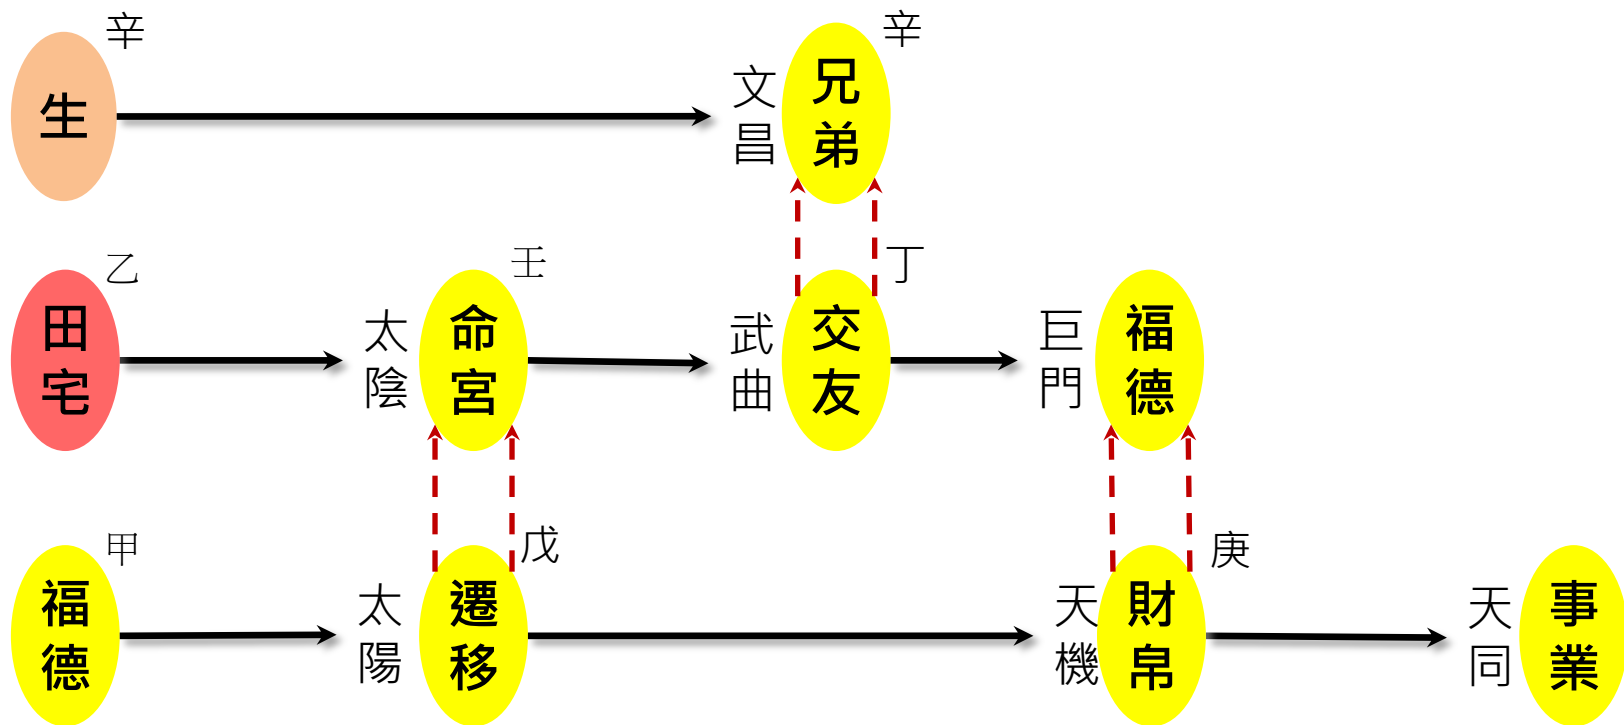 辛
生
文昌
兄弟
辛
乙
田宅
太陰
命宮
壬
武曲
交友
丁
巨門
福德
甲
福德
太陽
遷移
戊
天機
財帛
庚
天同
事業